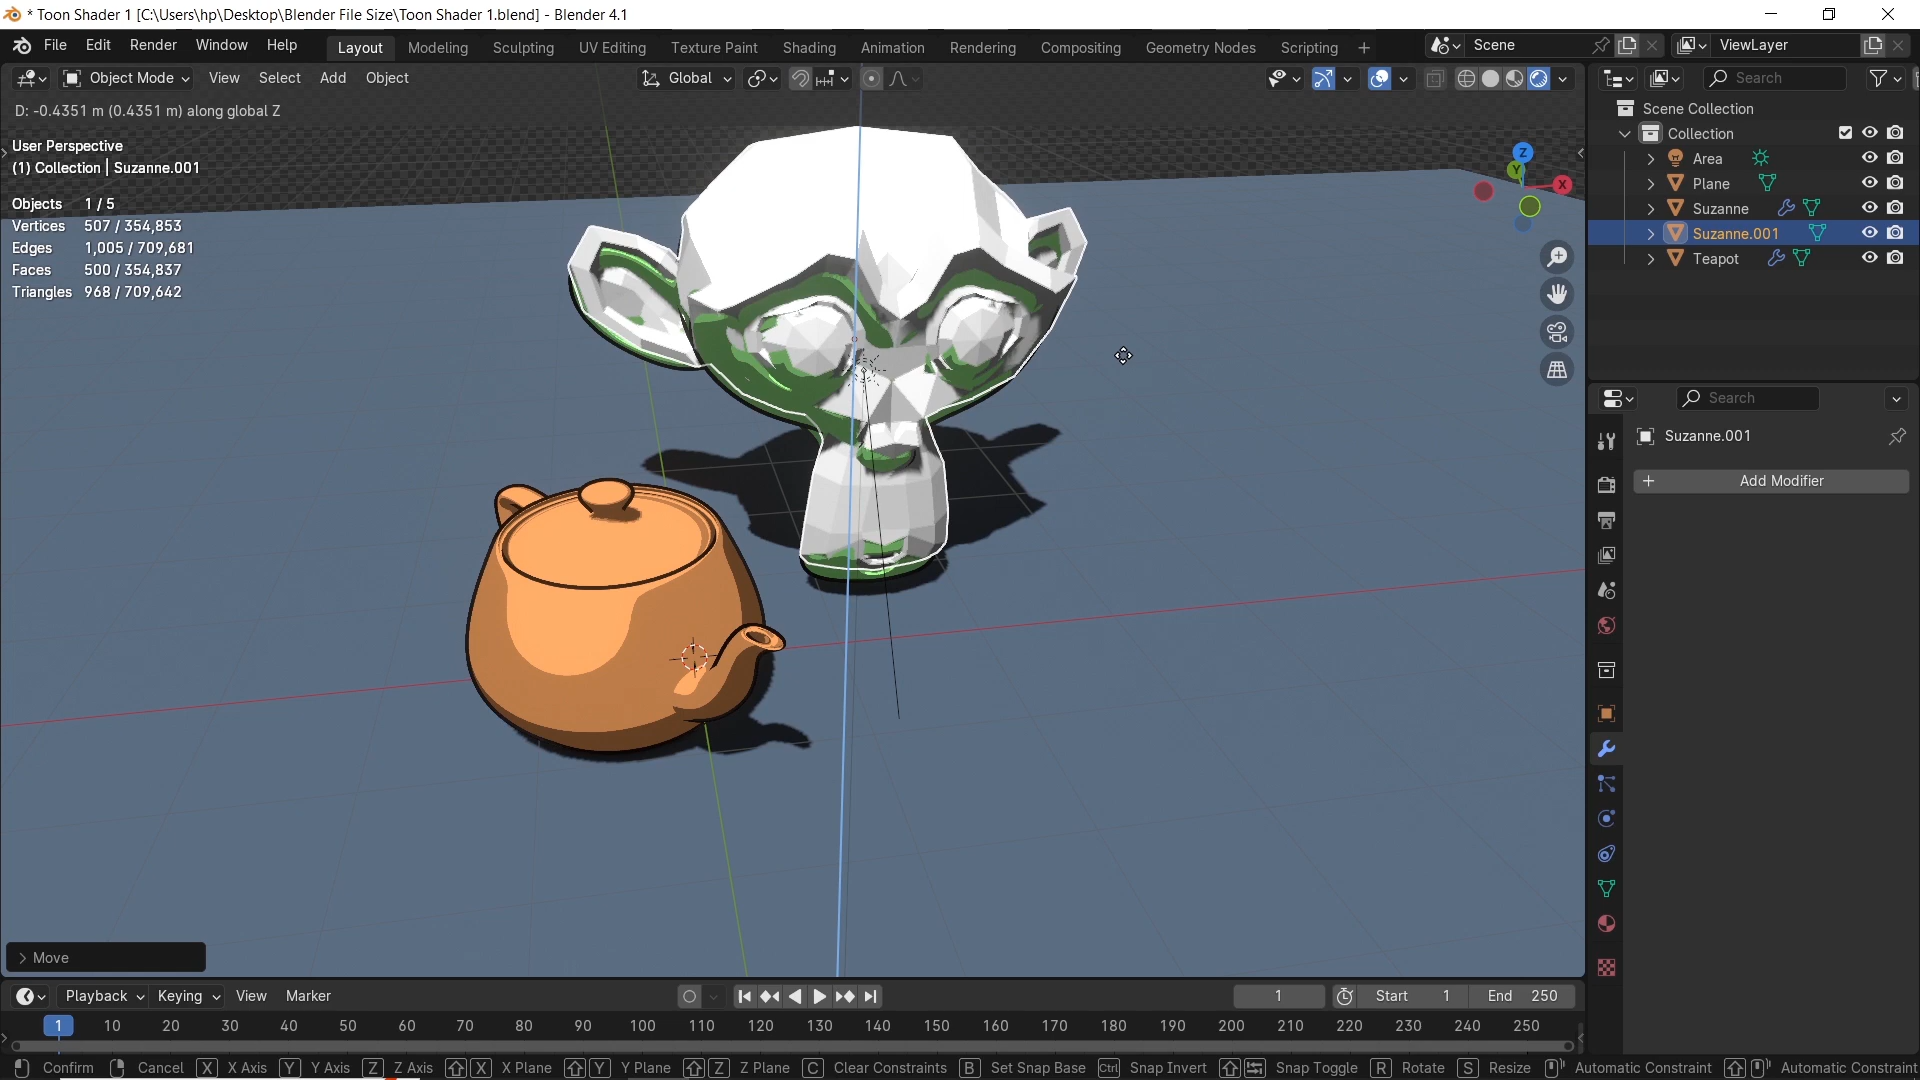 * Toon Shader 1 [C:\Users\hp\Desktop\Blender File Size\Toon Shader 1.blend] - Blender 4.1
File Edit Render Window Help Layout Modeling Sculpting UV Editing Texture Paint Shading Animation Rendering Compositing Geometry Nodes Scripting + Scene ViewLayer
Object Mode View Select Add Object Global Search
D: -0.4351 m (0.4351 m) along global Z
Scene Collection
User Perspective
Collection
(1) Collection | Suzanne.001
Z
Y
X
Area
Plane
Objects 1 / 5
Suzanne
Vertices 507 / 354,853
Suzanne.001
Edges 1,005 / 709,681
Teapot
Faces 500 / 354,837
Triangles 968 / 709,642
Search
Suzanne.001
+ Add Modifier
> Move
Playback Keying View Marker 1 Start 1 End 250
1 10 20 30 40 50 60 70 80 90 100 110 120 130 140 150 160 170 180 190 200 210 220 230 240 250
Confirm Cancel X X Axis Y Y Axis Z Z Axis X X Plane Y Y Plane Z Z Plane C Clear Constraints B Set Snap Base Ctrl Snap Invert Snap Toggle R Rotate S Resize Automatic Constraint Automatic Constraint